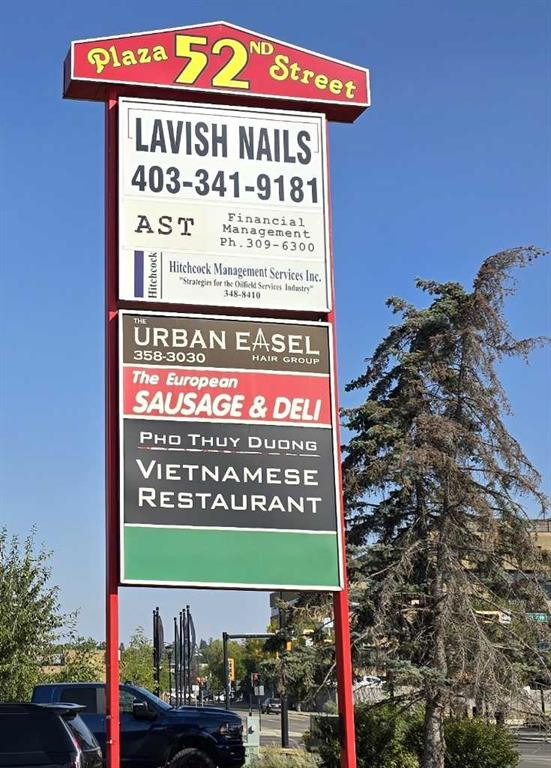 Plaza 52ND Street
LAVISH NAILS
403-341-9181
AST
Financial
Management
Ph.309-6300
Hitchcock
Hitchcock Management Services Inc.
"Strategies for the Oilfield Services Industry"
348-8410
THE
URBAN EASEL
358-3030
HAIR GROUP
The European
SAUSAGE & DELI
PHO THUY DUONG
VIETNAMESE
RESTAURANT